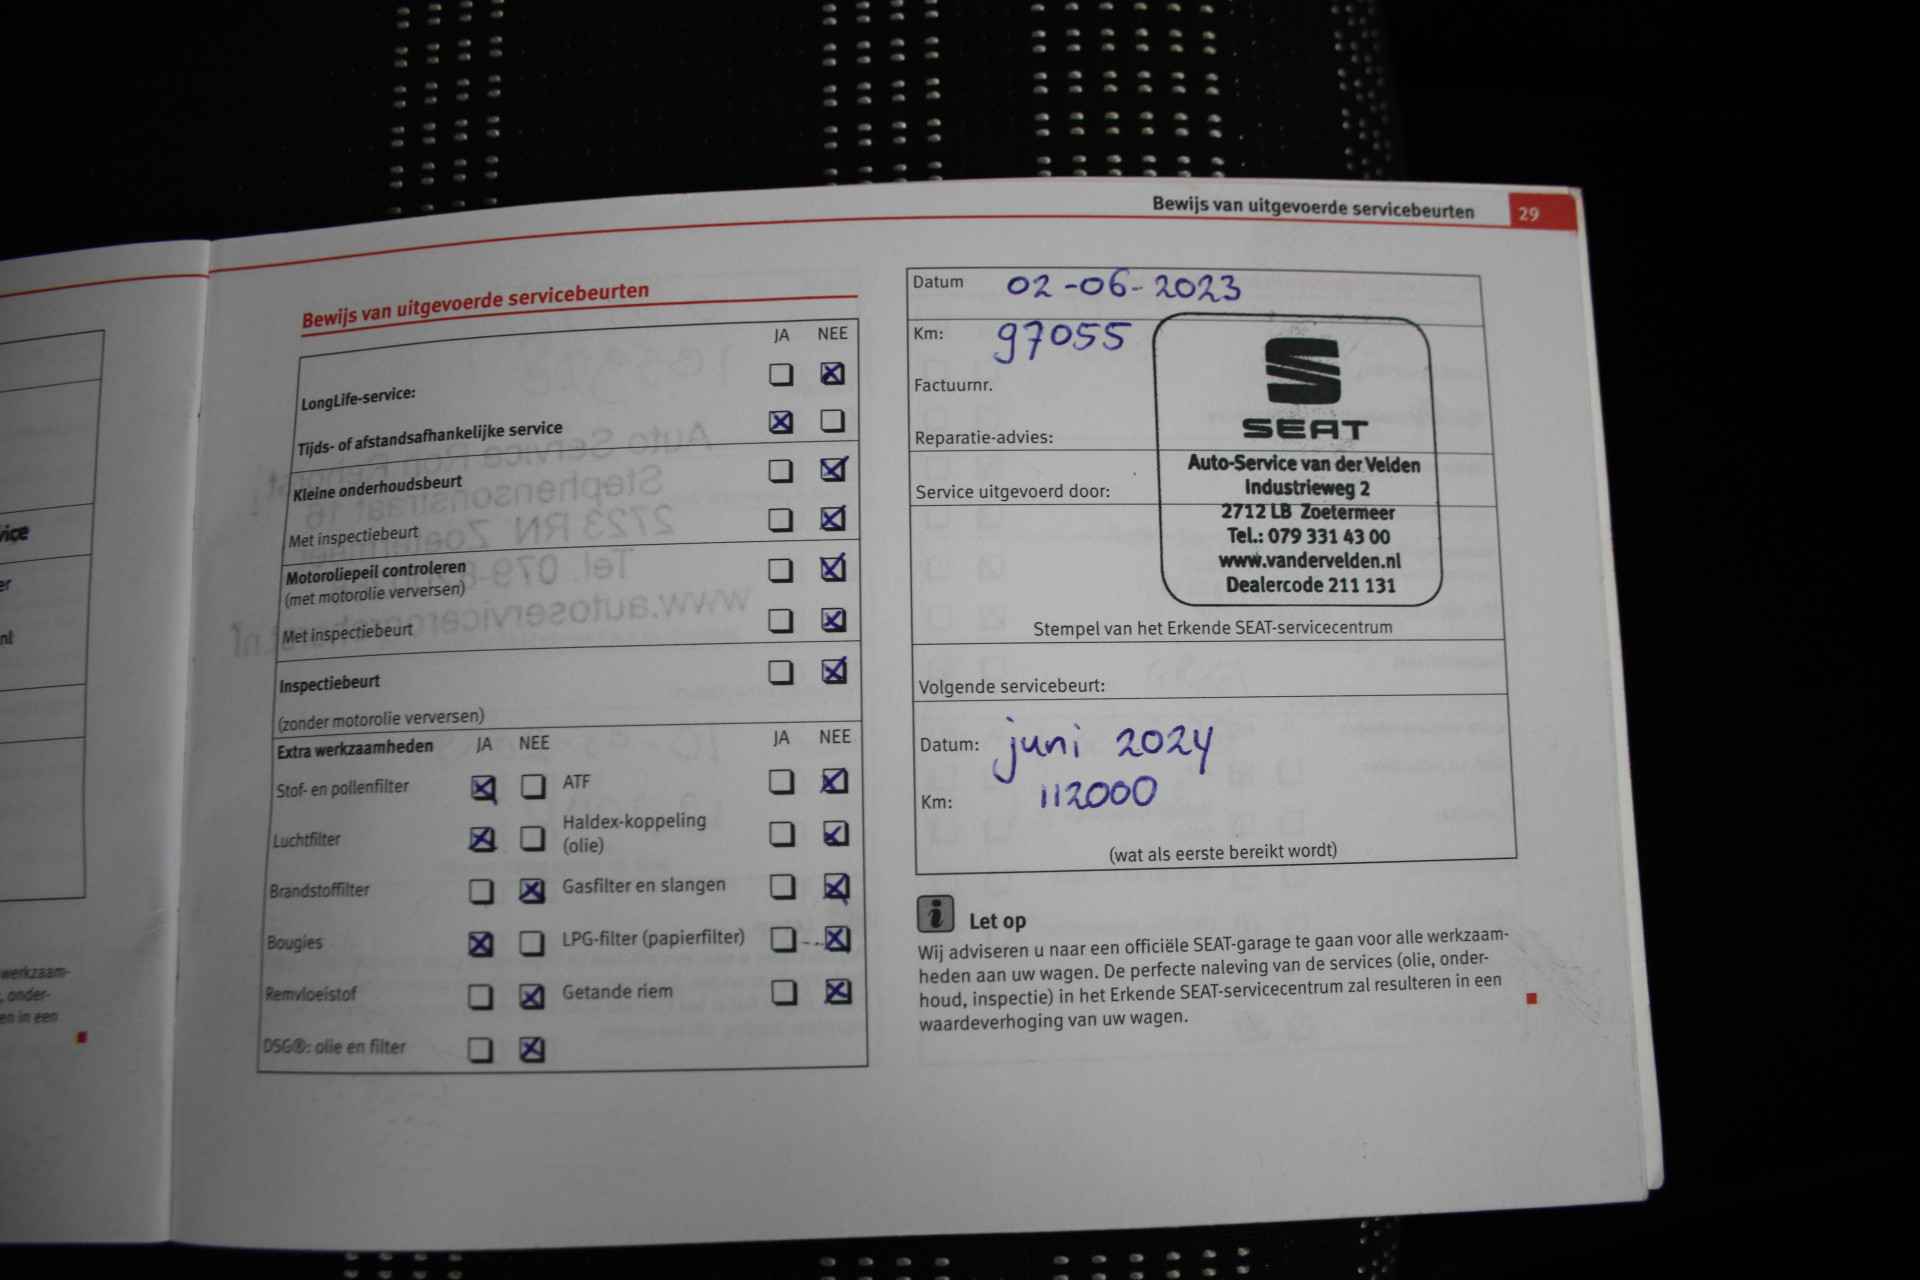 Bewijs van uitgevoerde servicebeurten 29
Bewijs van uitgevoerde servicebeurten
JA NEE
LongLife-service:
Tijds- of afstandsafhankelijke service
Kleine onderhoudsbeurt
Met inspectiebeurt
Motoroliepeil controleren
(met motorolie verversen)
Met inspectiebeurt
Inspectiebeurt
(zonder motorolie verversen)
Extra werkzaamheden JA NEE JA NEE
Stof- en pollenfilter ATF
Luchtfilter Haldex-koppeling
(olie)
Brandstoffilter Gasfilter en slangen
Bougies LPG-filter (papierfilter)
Remvloeistof Getande riem
DSG®: olie en filter
Datum 02-06-2023
Km: 97055
Factuurnr.
Reparatie-advies:
Service uitgevoerd door:
SEAT
Auto-Service van der Velden
Industrieweg 2
2712 LB Zoetermeer
Tel.: 079 331 43 00
www.vandervelden.nl
Dealercode 211 131
Stempel van het Erkende SEAT-servicecentrum
Volgende servicebeurt:
Datum: juni 2024
Km: 112000
(wat als eerste bereikt wordt)
i Let op
Wij adviseren u naar een officiële SEAT-garage te gaan voor alle werkzaam-
heden aan uw wagen. De perfecte naleving van de services (olie, onder-
houd, inspectie) in het Erkende SEAT-servicecentrum zal resulteren in een
waardeverhoging van uw wagen.